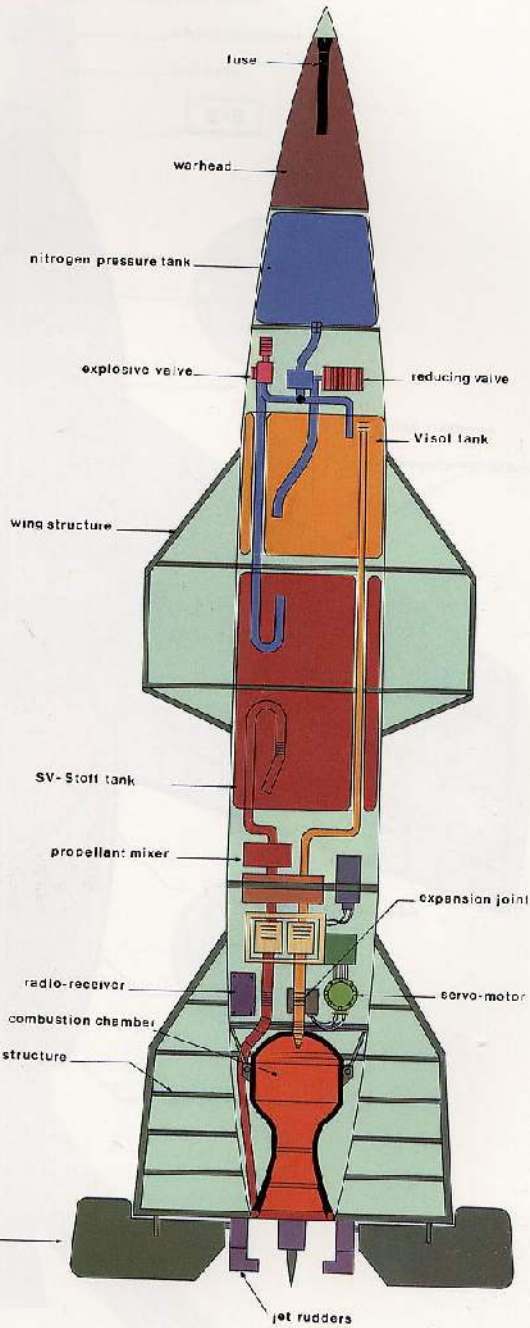 fuse
warhead
nitrogen pressure tank
explosive valve
reducing valve
Visol tank
wing structure
SV-Stoff tank
propellant mixer
expansion joint
radio-receiver
servo-motor
combustion chamber
structure
jet rudders